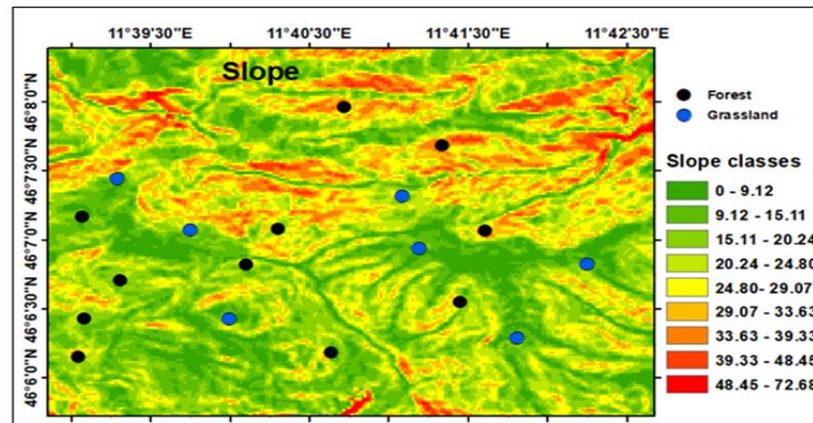 11°39'30"E 11°40'30"E 11°41'30"E 11°42'30"E
Slope
46°8'0"N
46°7'30"N
46°7'0"N
46°6'30"N
46°6'0"N
Forest
Grassland
Slope classes
0 - 9.12
9.12 - 15.11
15.11 - 20.24
20.24 - 24.80
24.80- 29.07
29.07 - 33.63
33.63 - 39.33
39.33 - 48.45
48.45 - 72.68